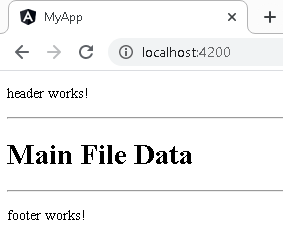 MyApp
localhost:4200
header works!
Main File Data
footer works!